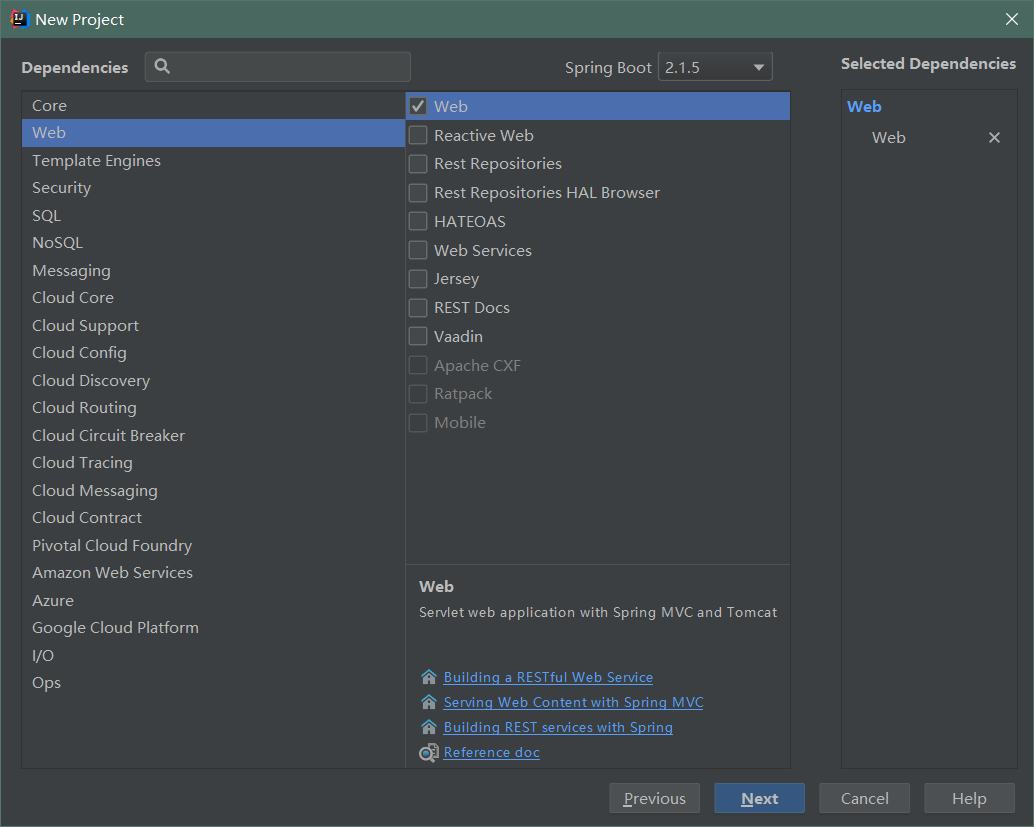 New Project
Dependencies
Spring Boot 2.1.5
Selected Dependencies
Core
Web
Template Engines
Security
SQL
NoSQL
Messaging
Cloud Core
Cloud Support
Cloud Config
Cloud Discovery
Cloud Routing
Cloud Circuit Breaker
Cloud Tracing
Cloud Messaging
Cloud Contract
Pivotal Cloud Foundry
Amazon Web Services
Azure
Google Cloud Platform
I/O
Ops
Web
Reactive Web
Rest Repositories
Rest Repositories HAL Browser
HATEOAS
Web Services
Jersey
REST Docs
Vaadin
Apache CXF
Ratpack
Mobile
Web
Servlet web application with Spring MVC and Tomcat
Building a RESTful Web Service
Serving Web Content with Spring MVC
Building REST services with Spring
Reference doc
Web
Web
Previous
Next
Cancel
Help